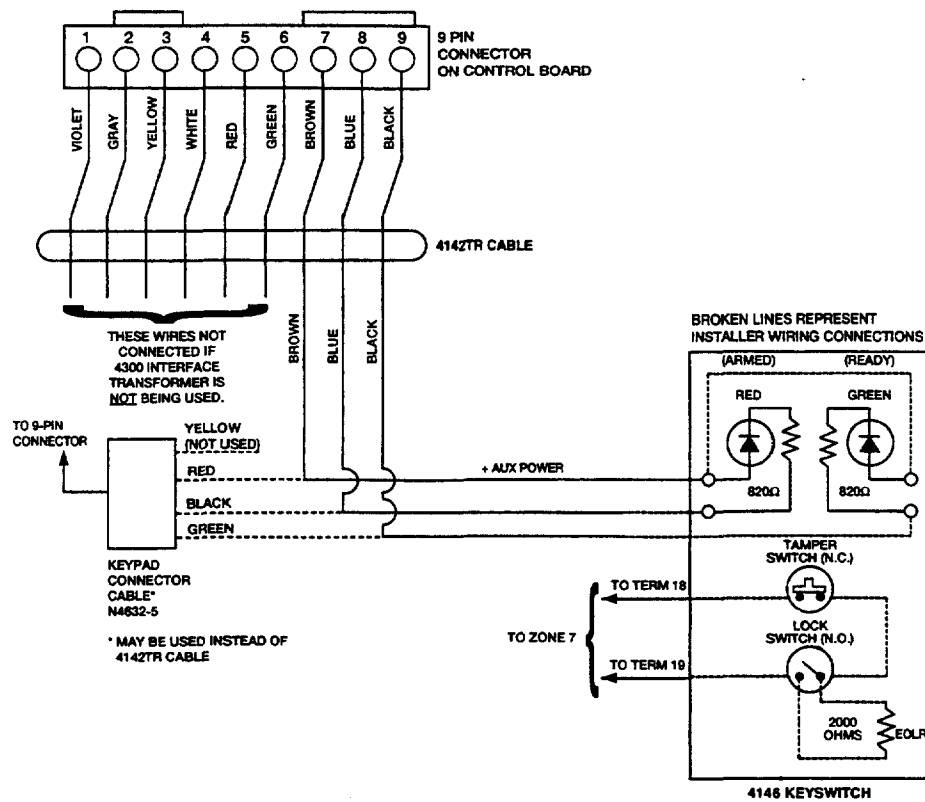 1 2 3 4 5 6 7 8 9
9 PIN
CONNECTOR
ON CONTROL BOARD
VIOLET
GRAY
YELLOW
WHITE
RED
GREEN
BROWN
BLUE
BLACK
4142TR CABLE
THESE WIRES NOT
CONNECTED IF
4300 INTERFACE
TRANSFORMER IS
NOT BEING USED.
BROWN
BLUE
BLACK
BROKEN LINES REPRESENT
INSTALLER WIRING CONNECTIONS
(ARMED) (READY)
RED GREEN
820Ω 820Ω
TO 9-PIN
CONNECTOR
YELLOW
(NOT USED)
RED
BLACK
GREEN
+ AUX POWER
KEYPAD
CONNECTOR
CABLE*
N4632-5
* MAY BE USED INSTEAD OF
4142TR CABLE
TAMPER
SWITCH (N.C.)
TO TERM 18
TO ZONE 7
LOCK
SWITCH (N.O.)
TO TERM 19
2000
OHMS
EOLR
4146 KEYSWITCH